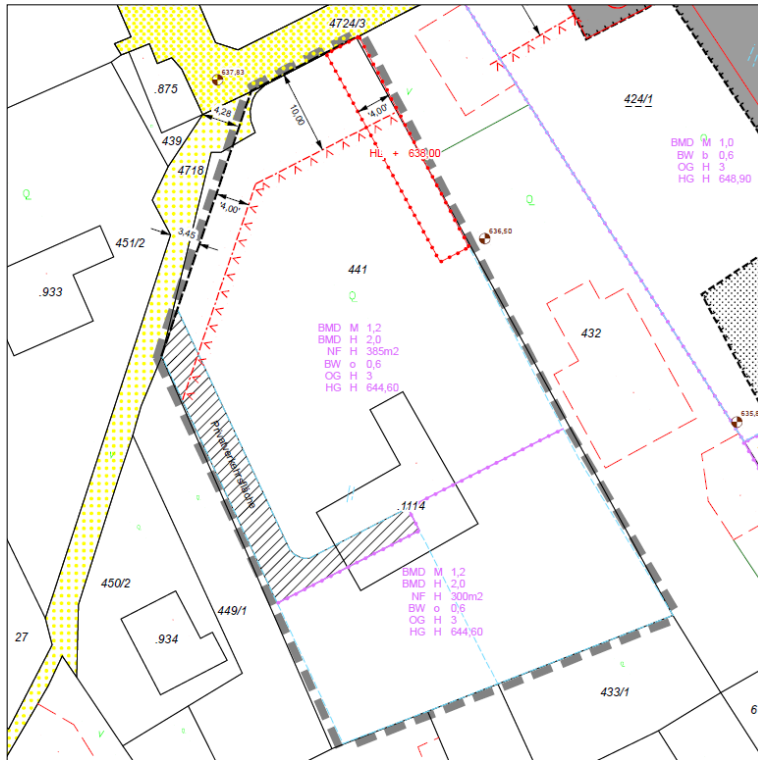 4724/3
637,83
.875
4,28
10,00
'4,00'
424/1
439
HL + 638,00
BMD M 1,0
BW b 0,6
OG H 3
HG H 648,90
4718
'4,00'
3,45
451/2
636,50
441
.933
BMD M 1,2
BMD H 2,0
NF H 385m2
BW o 0,6
OG H 3
HG H 644,60
432
635,8
Privatverkehrsfläche
.1114
BMD M 1,2
BMD H 2,0
NF H 300m2
BW o 0,6
OG H 3
HG H 644,60
450/2
449/1
27
.934
433/1
6